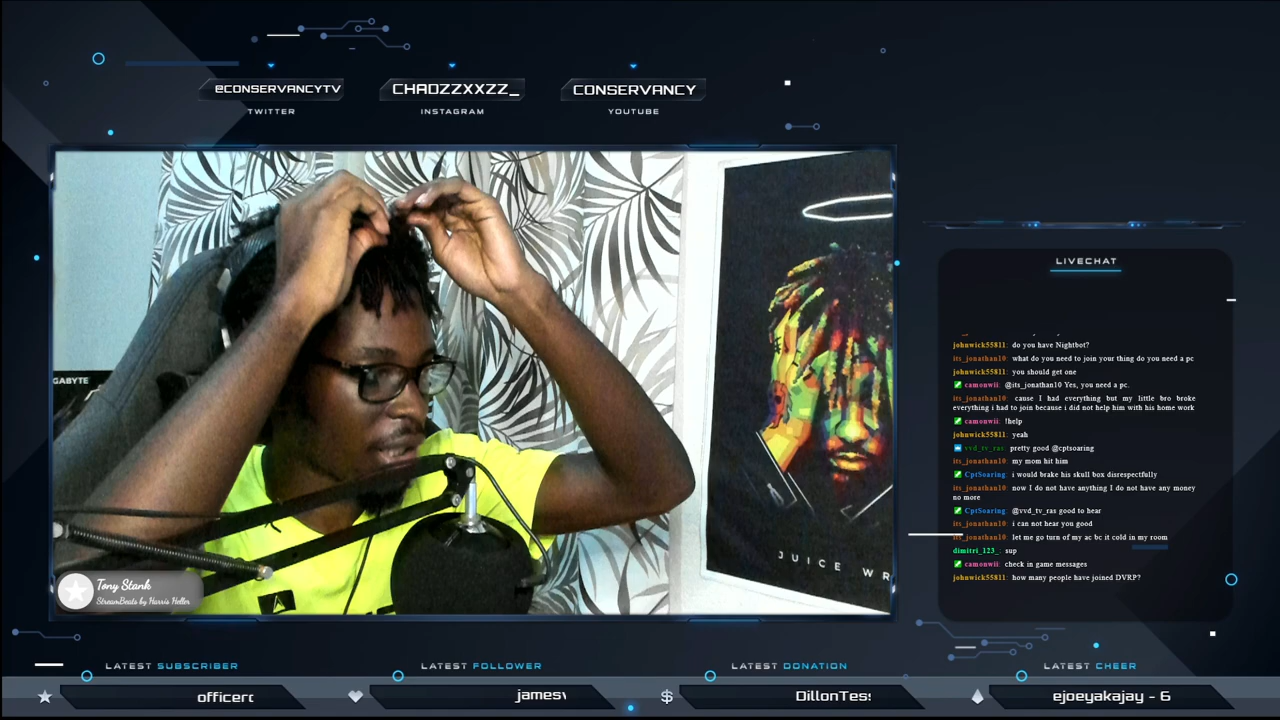 @CONSERVANCYTV
CHADZZXXZZ_
CONSERVANCY
TWITTER
INSTAGRAM
YOUTUBE
LIVECHAT
johnwick55811: do you have Nightbot?
its_jonathan10: what do you need to join your thing do you need a pc
johnwick55811: you should get one
camonwii: @its_jonathan10 Yes, you need a pc.
its_jonathan10: cause I had everything but my little bro broke
everything i had to join because i did not help him with his home work
camonwii: !help
johnwick55811: yeah
vvd_tv_ras: pretty good @cptsoaring
its_jonathan10: my mom hit him
CptSoaring: i would brake his skull box disrespectfully
its_jonathan10: now I do not have anything I do not have any money
no more
CptSoaring: @vvd_tv_ras good to hear
its_jonathan10: i can not hear you good
its_jonathan10: let me go turn of my ac bc it cold in my room
dimitri_123_: sup
camonwii: check in game messages
johnwick55811: how many people have joined DVRP?
GABYTE
JUICE WR
Tony Stank
StreamBeats by Harris Heller
LATEST SUBSCRIBER
LATEST FOLLOWER
LATEST DONATION
LATEST CHEER
officerc
james
DillonTes
ejoeyakajay - 6